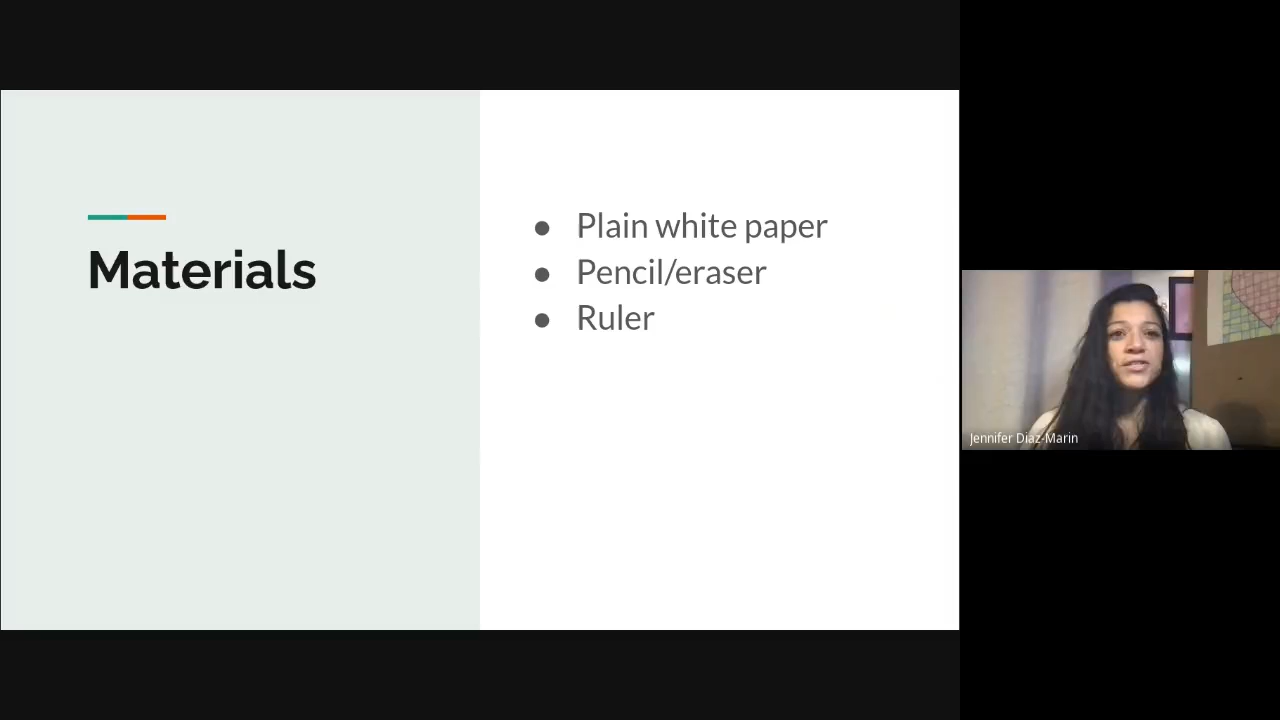 Materials
● Plain white paper
● Pencil/eraser
● Ruler
Jennifer Diaz-Marin